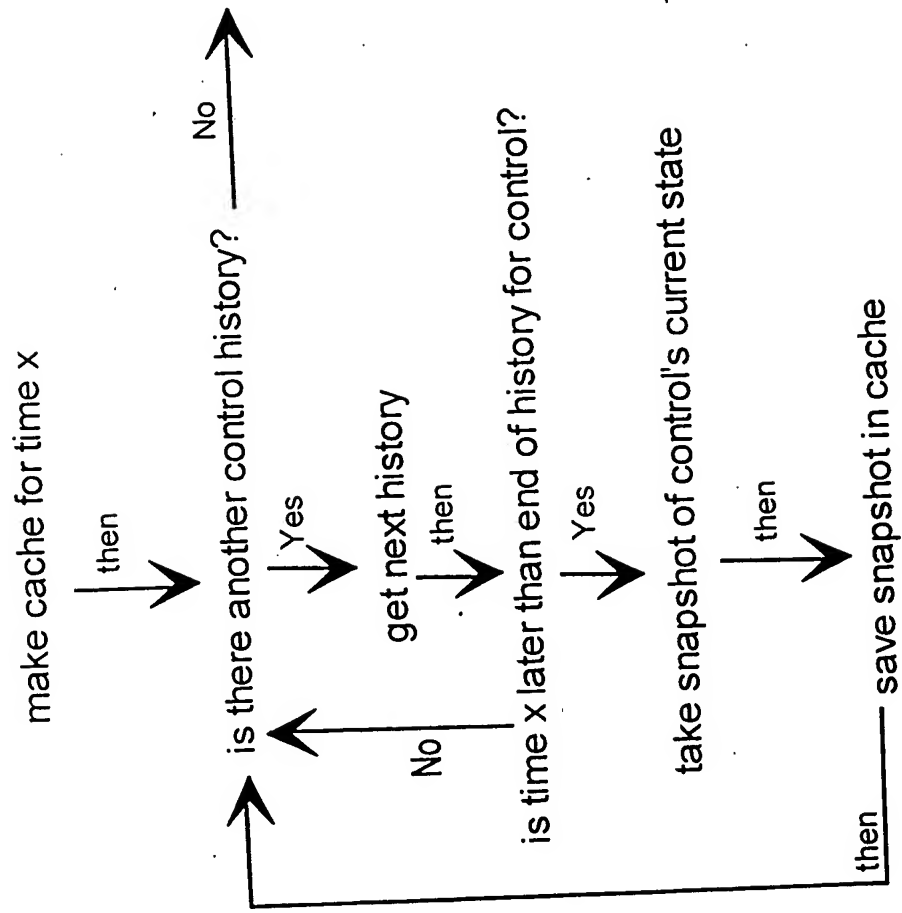 make cache for time x
then
is there another control history?
No
Yes
get next history
then
is time x later than end of history for control?
No
Yes
take snapshot of control's current state
then
save snapshot in cache
then